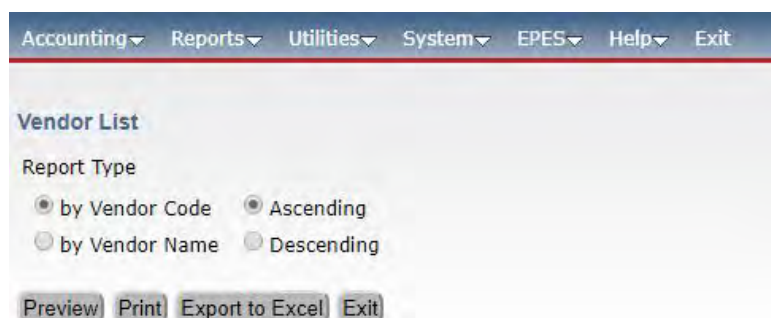 Accounting Reports Utilities System EPES Help Exit
Vendor List
Report Type
by Vendor Code Ascending
by Vendor Name Descending
Preview Print Export to Excel Exit